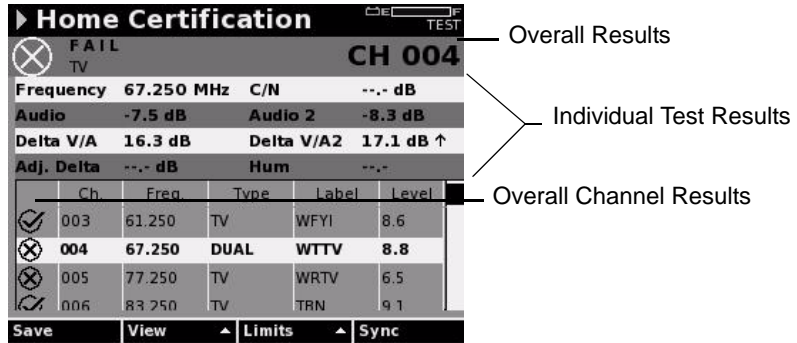 Home Certification
E F
TEST
FAIL
TV
CH 004
Overall Results
Frequency 67.250 MHz C/N --.- dB
Audio -7.5 dB Audio 2 -8.3 dB
Individual Test Results
Delta V/A 16.3 dB Delta V/A2 17.1 dB ↑
Adj. Delta --.- dB Hum --.-
Ch. Freq. Type Label Level
Overall Channel Results
003 61.250 TV WFYI 8.6
004 67.250 DUAL WTTV 8.8
005 77.250 TV WRTV 6.5
006 83.250 TV TBN 9.1
Save View Limits Sync